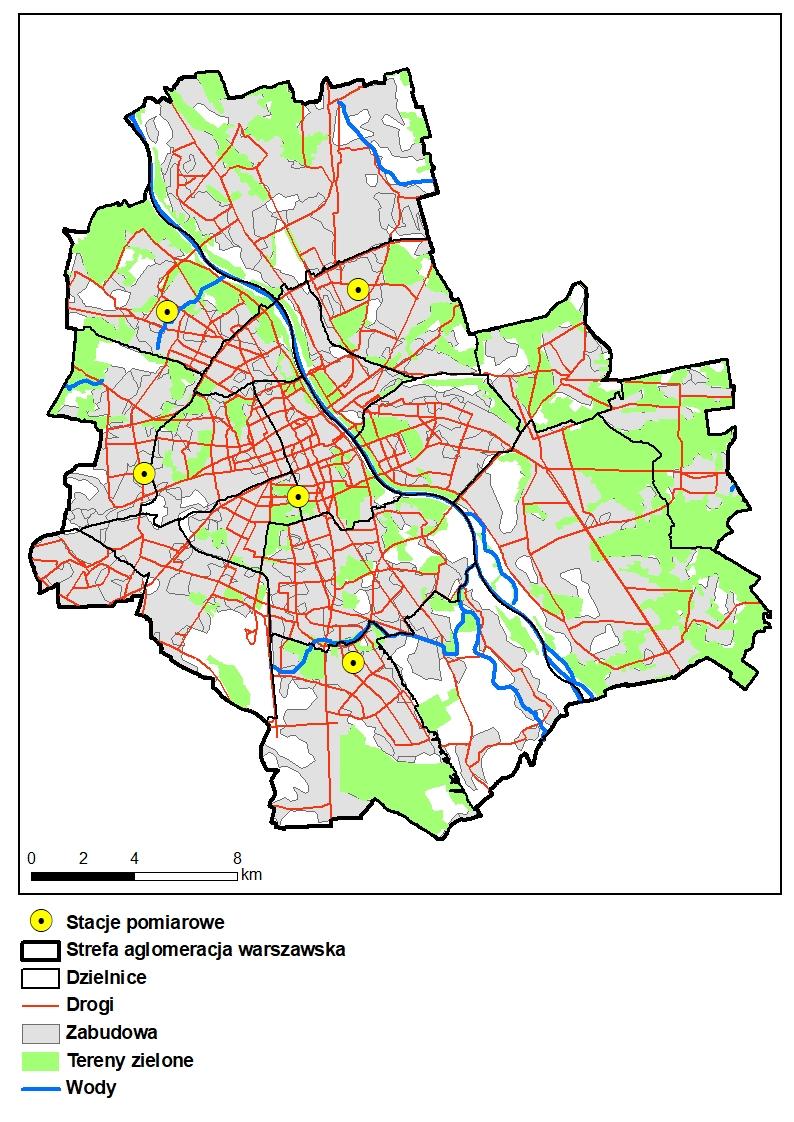 0 2 4 8
km
Stacje pomiarowe
Strefa aglomeracja warszawska
Dzielnice
Drogi
Zabudowa
Tereny zielone
Wody